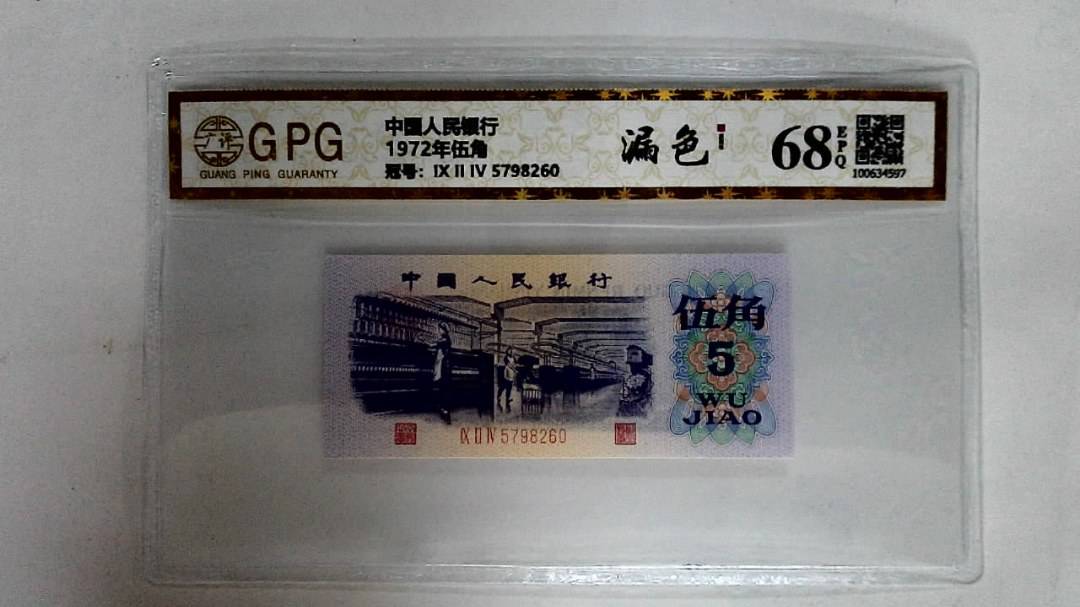 GPG
GUANG PING GUARANTY
中国人民银行
1972年伍角
冠号: IX II IV 5798260
漏色
68
EPQ
100634597
中國人民銀行
伍角
5
WU
JIAO
IX II IV 5798260